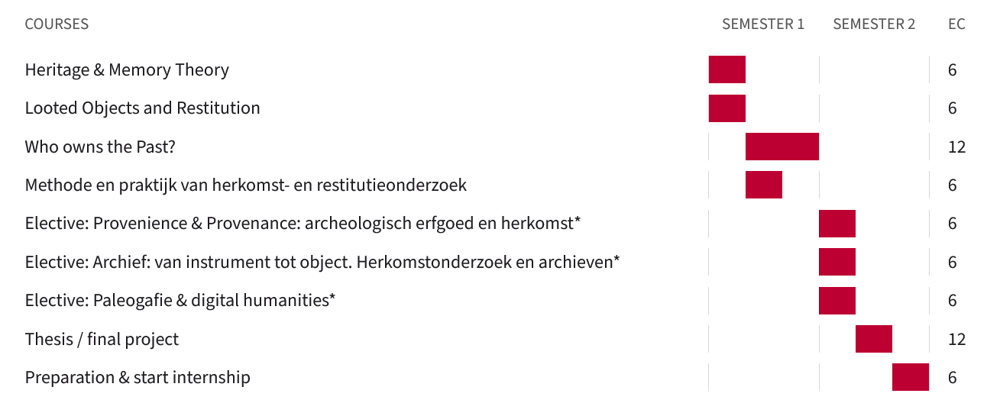 COURSES SEMESTER 1 SEMESTER 2 EC
Heritage & Memory Theory 6
Looted Objects and Restitution 6
Who owns the Past? 12
Methode en praktijk van herkomst- en restitutieonderzoek 6
Elective: Provenience & Provenance: archeologisch erfgoed en herkomst* 6
Elective: Archief: van instrument tot object. Herkomstonderzoek en archieven* 6
Elective: Paleogafie & digital humanities* 6
Thesis / final project 12
Preparation & start internship 6